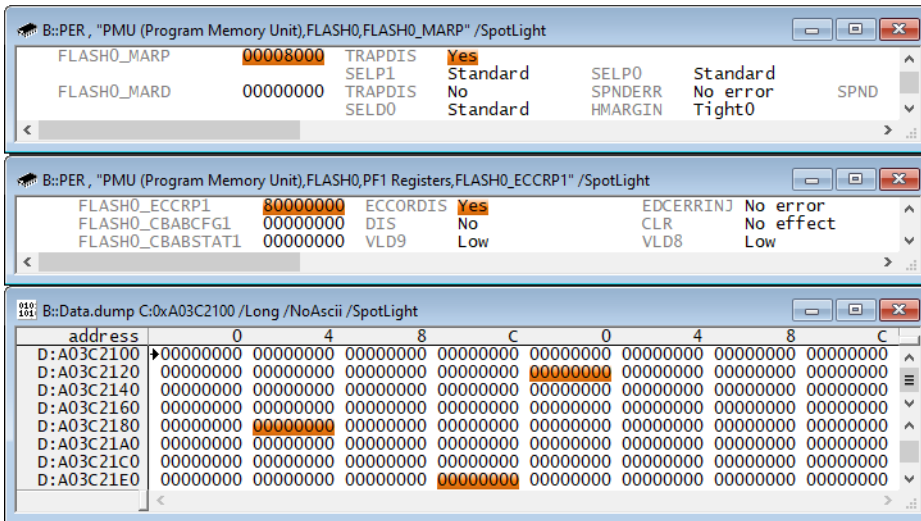 B::PER, "PMU (Program Memory Unit),FLASH0,FLASH0_MARP" /SpotLight
FLASH0_MARP 00008000 TRAPDIS Yes
SELP1 Standard SELP0 Standard
FLASH0_MARD 00000000 TRAPDIS No SPNDERR No error SPND
SELD0 Standard HMARGIN Tight0
B::PER, "PMU (Program Memory Unit),FLASH0,PF1 Registers,FLASH0_ECCRP1" /SpotLight
FLASH0_ECCRP1 80000000 ECCORDIS Yes EDCERRINJ No error
FLASH0_CBABCFG1 00000000 DIS No CLR No effect
FLASH0_CBABSTAT1 00000000 VLD9 Low VLD8 Low
B::Data.dump C:0xA03C2100 /Long /NoAscii /SpotLight
address 0 4 8 C 0 4 8 C
D:A03C2100 00000000 00000000 00000000 00000000 00000000 00000000 00000000 00000000
D:A03C2120 00000000 00000000 00000000 00000000 00000000 00000000 00000000 00000000
D:A03C2140 00000000 00000000 00000000 00000000 00000000 00000000 00000000 00000000
D:A03C2160 00000000 00000000 00000000 00000000 00000000 00000000 00000000 00000000
D:A03C2180 00000000 00000000 00000000 00000000 00000000 00000000 00000000 00000000
D:A03C21A0 00000000 00000000 00000000 00000000 00000000 00000000 00000000 00000000
D:A03C21C0 00000000 00000000 00000000 00000000 00000000 00000000 00000000 00000000
D:A03C21E0 00000000 00000000 00000000 00000000 00000000 00000000 00000000 00000000